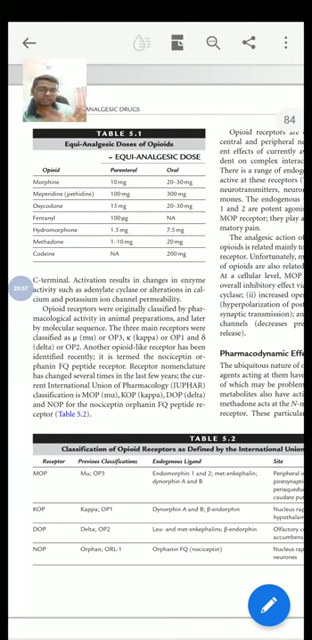 ANALGESIC DRUGS
84
TABLE 5.1
Equi-Analgesic Doses of Opioids
– EQUI-ANALGESIC DOSE
Opioid Parenteral Oral
Morphine 10 mg 20–30 mg
Meperidine (pethidine) 100 mg 300 mg
Oxycodone 15 mg 20–30 mg
Fentanyl 100 µg NA
Hydromorphone 1.5 mg 7.5 mg
Methadone 1–10 mg 20 mg
Codeine NA 200 mg
C-terminal. Activation results in changes in enzyme
activity such as adenylate cyclase or alterations in cal-
cium and potassium ion channel permeability.
Opioid receptors were originally classified by phar-
macological activity in animal preparations, and later
by molecular sequence. The three main receptors were
classified as µ (mu) or OP3, κ (kappa) or OP1 and δ
(delta) or OP2. Another opioid-like receptor has been
identified recently; it is termed the nociceptin or-
phanin FQ peptide receptor. Receptor nomenclature
has changed several times in the last few years; the cur-
rent International Union of Pharmacology (IUPHAR)
classification is MOP (mu), KOP (kappa), DOP (delta)
and NOP for the nociceptin orphanin FQ peptide re-
ceptor (Table 5.2).
Opioid receptors are
central and peripheral ne
ent effects of currently av
dent on complex interac
There is a range of endog
active at these receptors (
neurotransmitters, neuror
mones. The endogenous
1 and 2 are potent agonis
MOP receptor; they play a
matory pain.
The analgesic action of
opioids is related mainly to
receptor. Unfortunately, m
of opioids are also related
At a cellular level, MOP
overall inhibitory effect via
cyclase; (ii) increased open
(hyperpolarization of post
synaptic transmission); an
channels (decreases pre
release).
Pharmacodynamic Effe
The ubiquitous nature of o
agents acting at them have
of which may be problem
metabolites also have acti
methadone acts at the N-m
receptor. These particular
TABLE 5.2
Classification of Opioid Receptors as Defined by the International Union
Receptor Previous Classifications Endogenous Ligand Site
MOP Mu; OP3 Endomorphin 1 and 2; met-enkephalin; Peripheral in
dynorphin A and B postsynaptic
periaqueduc
caudate put
KOP Kappa; OP1 Dynorphin A and B; β-endorphin Nucleus rap
hypothalam
DOP Delta; OP2 Leu- and met-enkephalins; β-endorphin Olfactory c
accumbens
NOP Orphan; ORL-1 Orphanin FQ (nociceptin) Nucleus rap
neurones